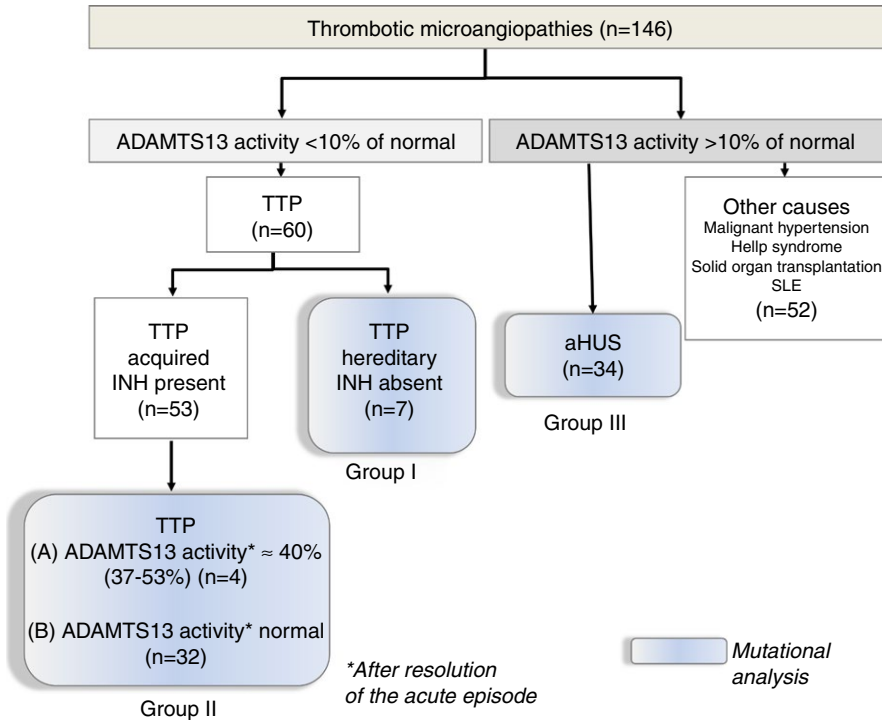 Thrombotic microangiopathies (n=146)
ADAMTS13 activity <10% of normal
ADAMTS13 activity >10% of normal
TTP
(n=60)
Other causes
Malignant hypertension
Hellp syndrome
Solid organ transplantation
SLE
(n=52)
TTP
acquired
INH present
(n=53)
TTP
hereditary
INH absent
(n=7)
Group I
aHUS
(n=34)
Group III
TTP
(A) ADAMTS13 activity* ≈ 40%
(37-53%) (n=4)
(B) ADAMTS13 activity* normal
(n=32)
Group II
*After resolution
of the acute episode
Mutational
analysis